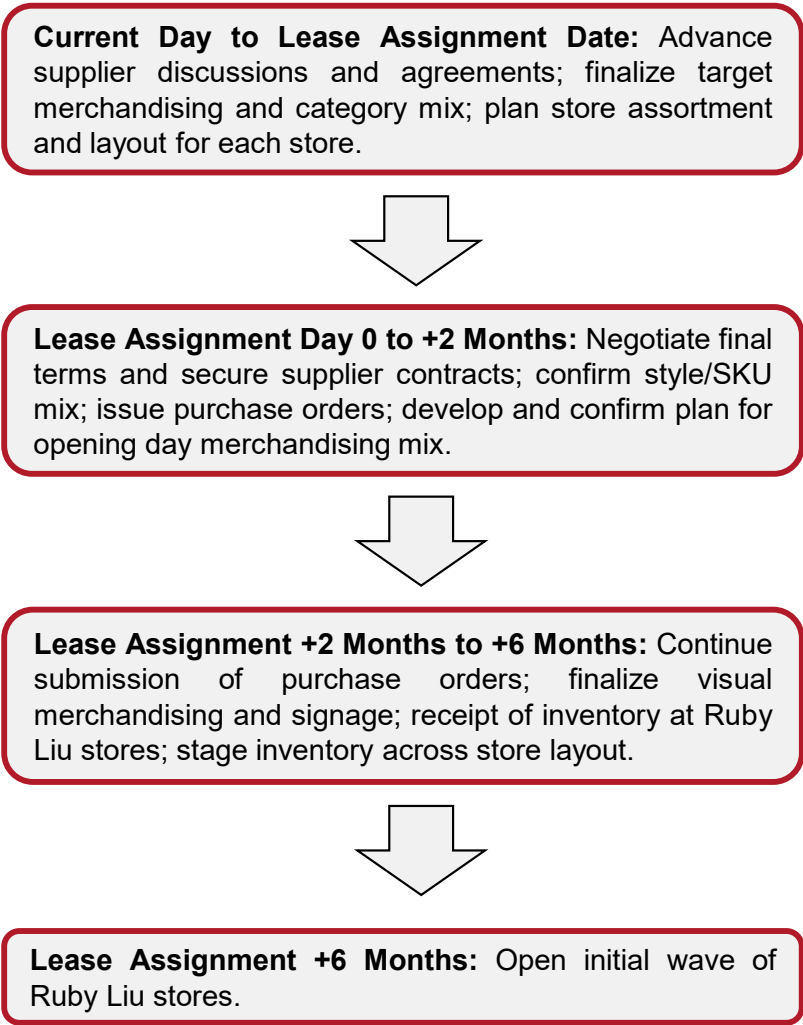 Current Day to Lease Assignment Date: Advance
supplier discussions and agreements; finalize target
merchandising and category mix; plan store assortment
and layout for each store.
Lease Assignment Day 0 to +2 Months: Negotiate final
terms and secure supplier contracts; confirm style/SKU
mix; issue purchase orders; develop and confirm plan for
opening day merchandising mix.
Lease Assignment +2 Months to +6 Months: Continue
submission of purchase orders; finalize visual
merchandising and signage; receipt of inventory at Ruby
Liu stores; stage inventory across store layout.
Lease Assignment +6 Months: Open initial wave of
Ruby Liu stores.